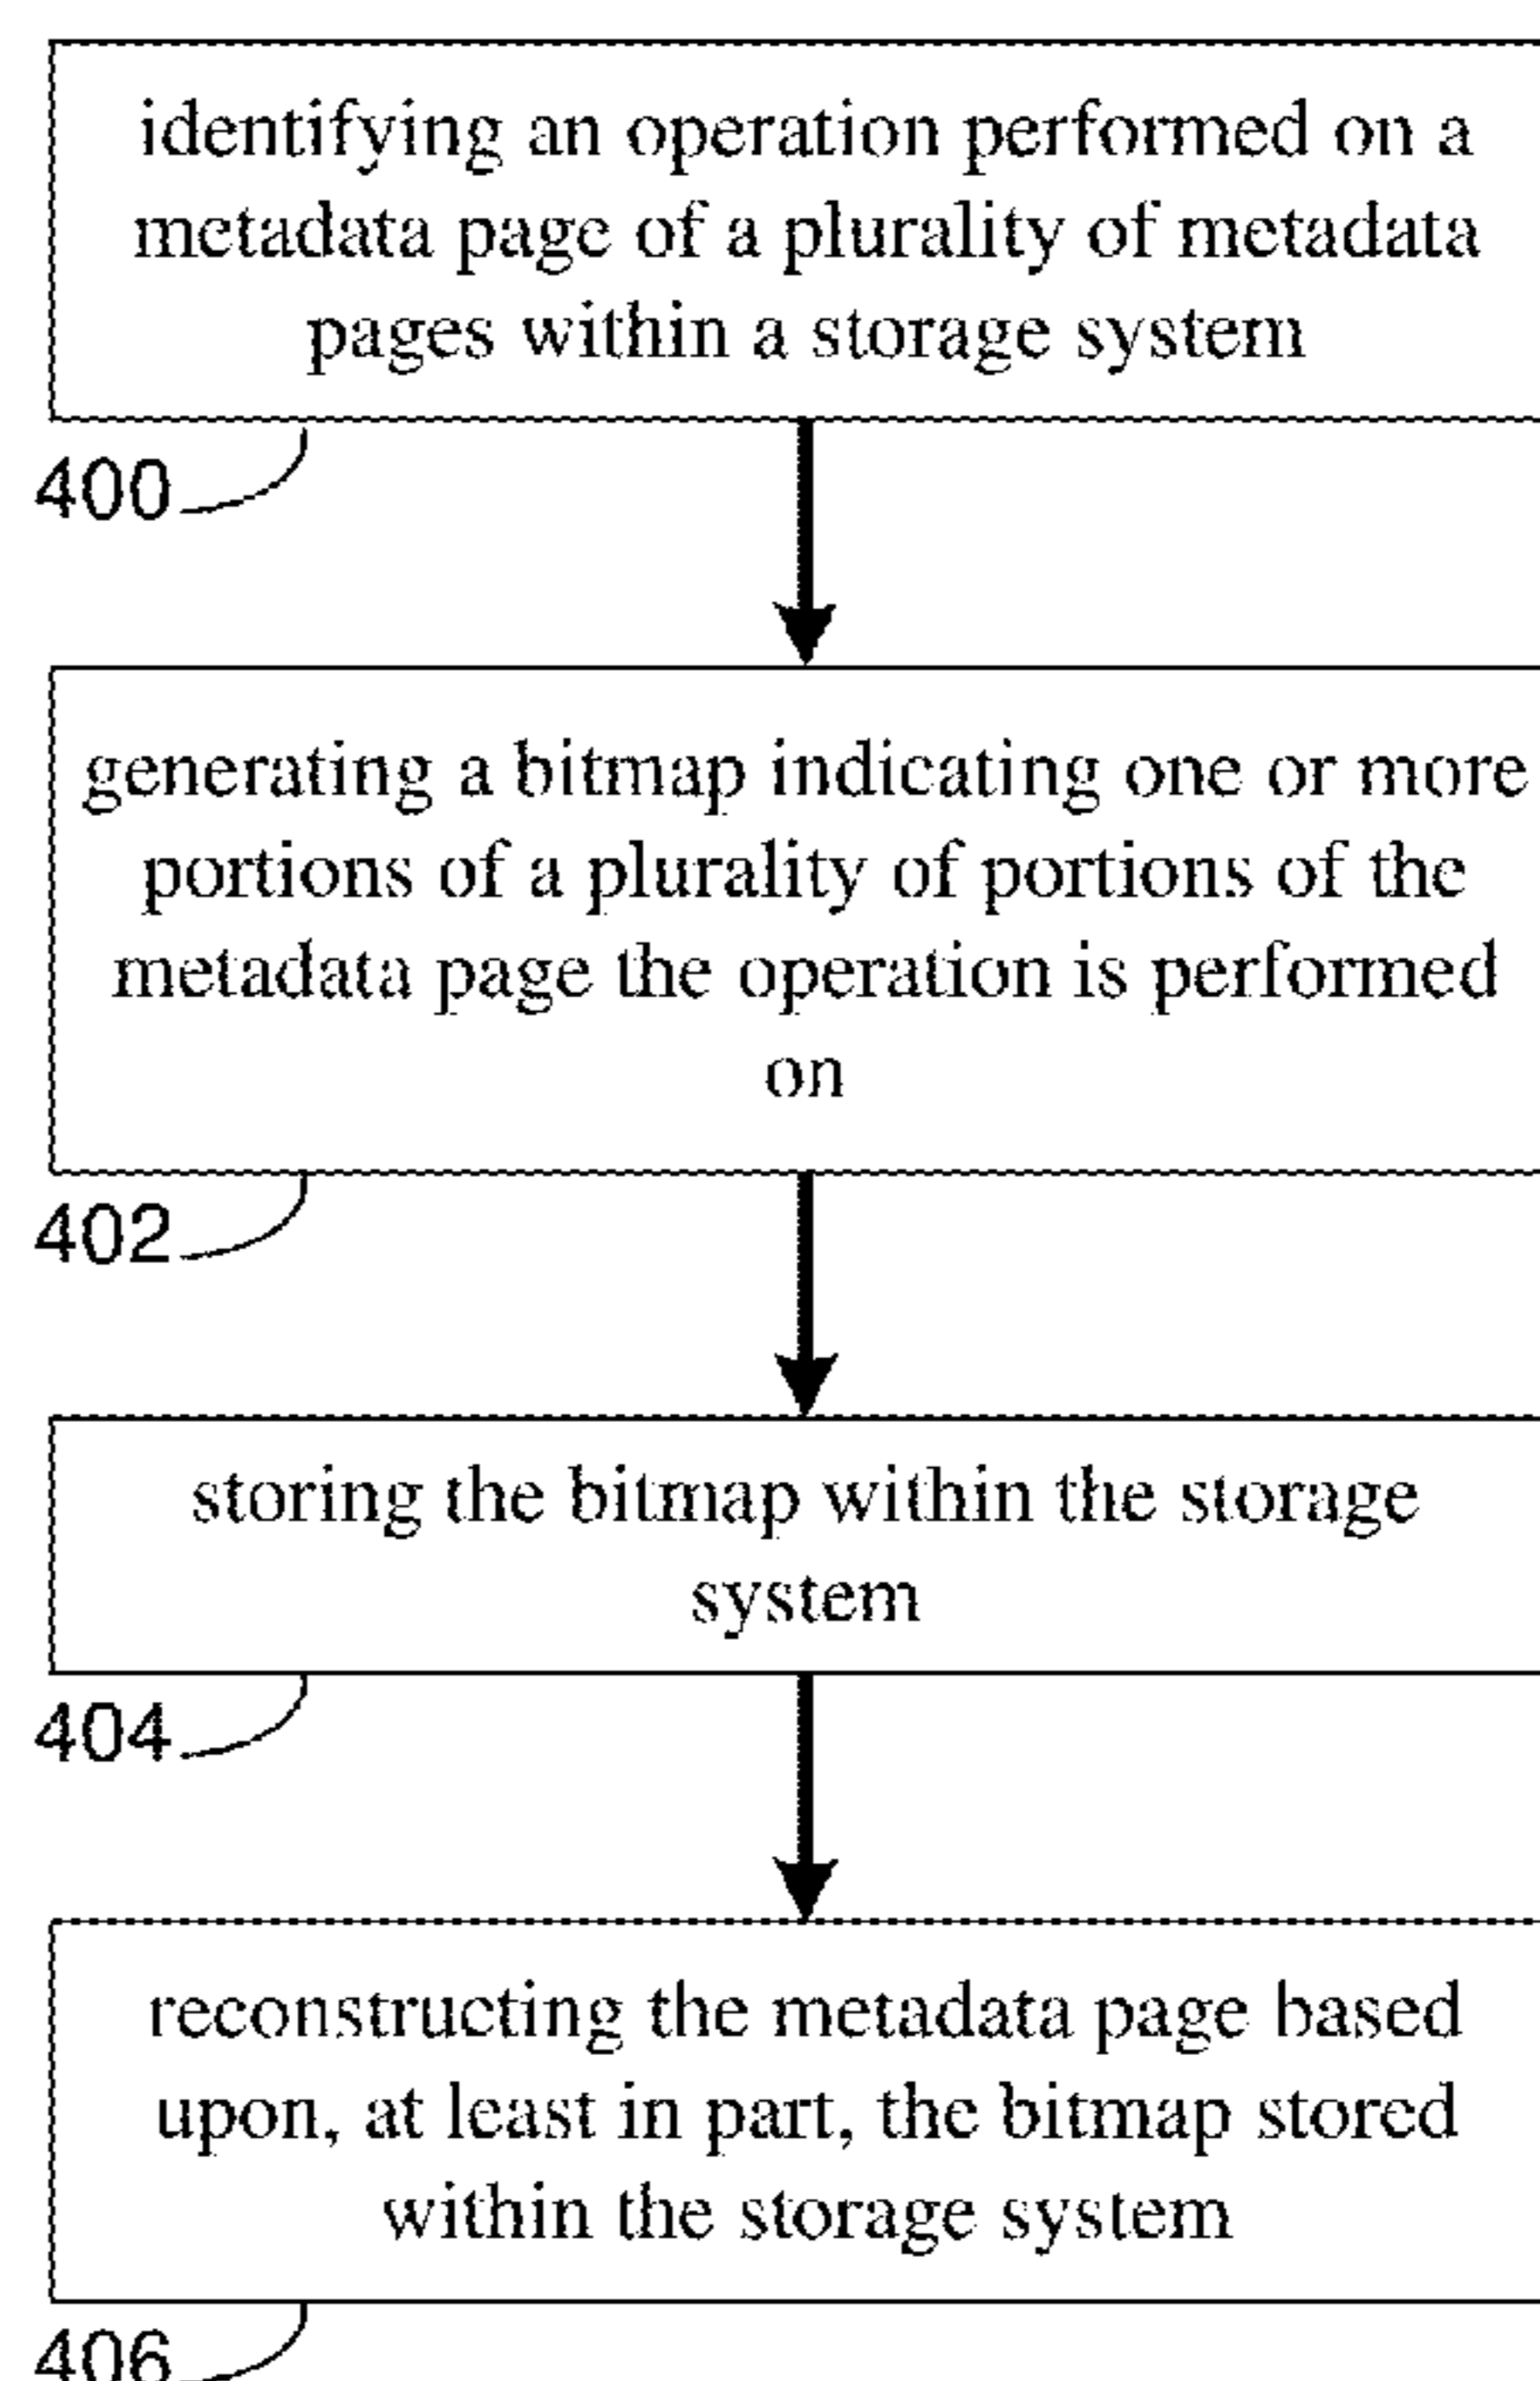 identifying an operation performed on a
metadata page of a plurality of metadata
pages within a storage system
400
generating a bitmap indicating one or more
portions of a plurality of portions of the
metadata page the operation is performed
on
402
storing the bitmap within the storage
system
404
reconstructing the metadata page based
upon, at least in part, the bitmap stored
within the storage system
406